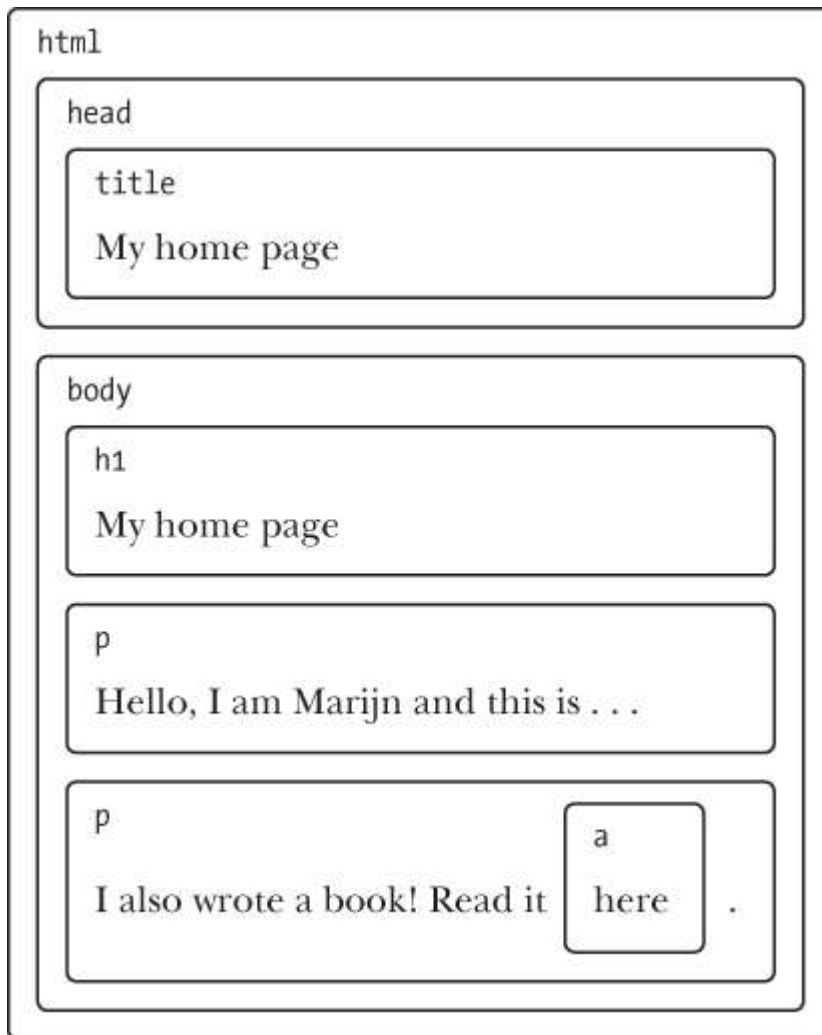 html
head
title
My home page
body
h1
My home page
p
Hello, I am Marijn and this is . . .
p
a
I also wrote a book! Read it here .